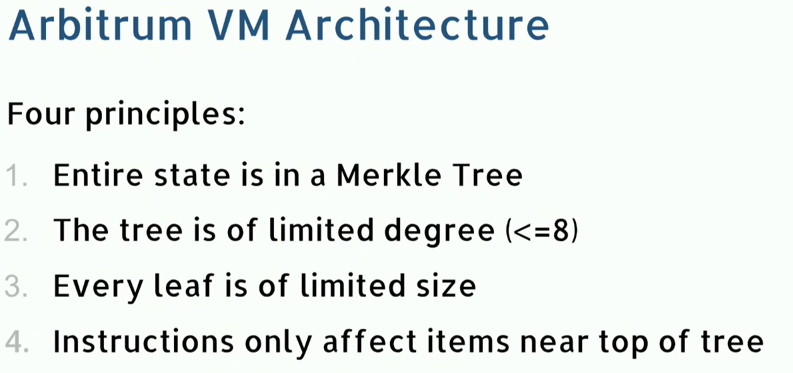 Arbitrum VM Architecture
Four principles:
1. Entire state is in a Merkle Tree
2. The tree is of limited degree (<=8)
3. Every leaf is of limited size
4. Instructions only affect items near top of tree